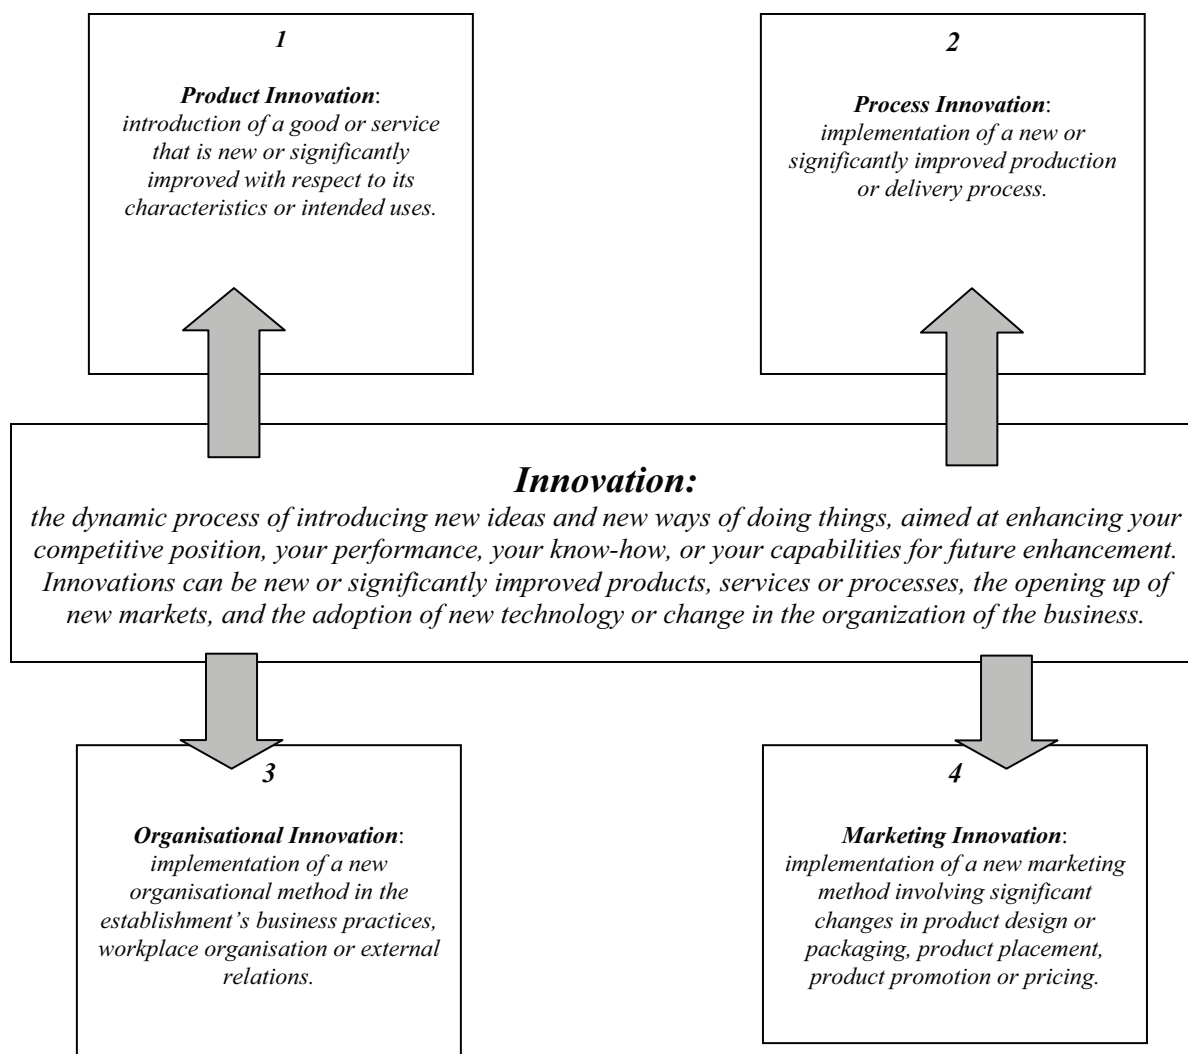 1
Product Innovation:
introduction of a good or service
that is new or significantly
improved with respect to its
characteristics or intended uses.
2
Process Innovation:
implementation of a new or
significantly improved production
or delivery process.
Innovation:
the dynamic process of introducing new ideas and new ways of doing things, aimed at enhancing your
competitive position, your performance, your know-how, or your capabilities for future enhancement.
Innovations can be new or significantly improved products, services or processes, the opening up of
new markets, and the adoption of new technology or change in the organization of the business.
3
Organisational Innovation:
implementation of a new
organisational method in the
establishment’s business practices,
workplace organisation or external
relations.
4
Marketing Innovation:
implementation of a new marketing
method involving significant
changes in product design or
packaging, product placement,
product promotion or pricing.